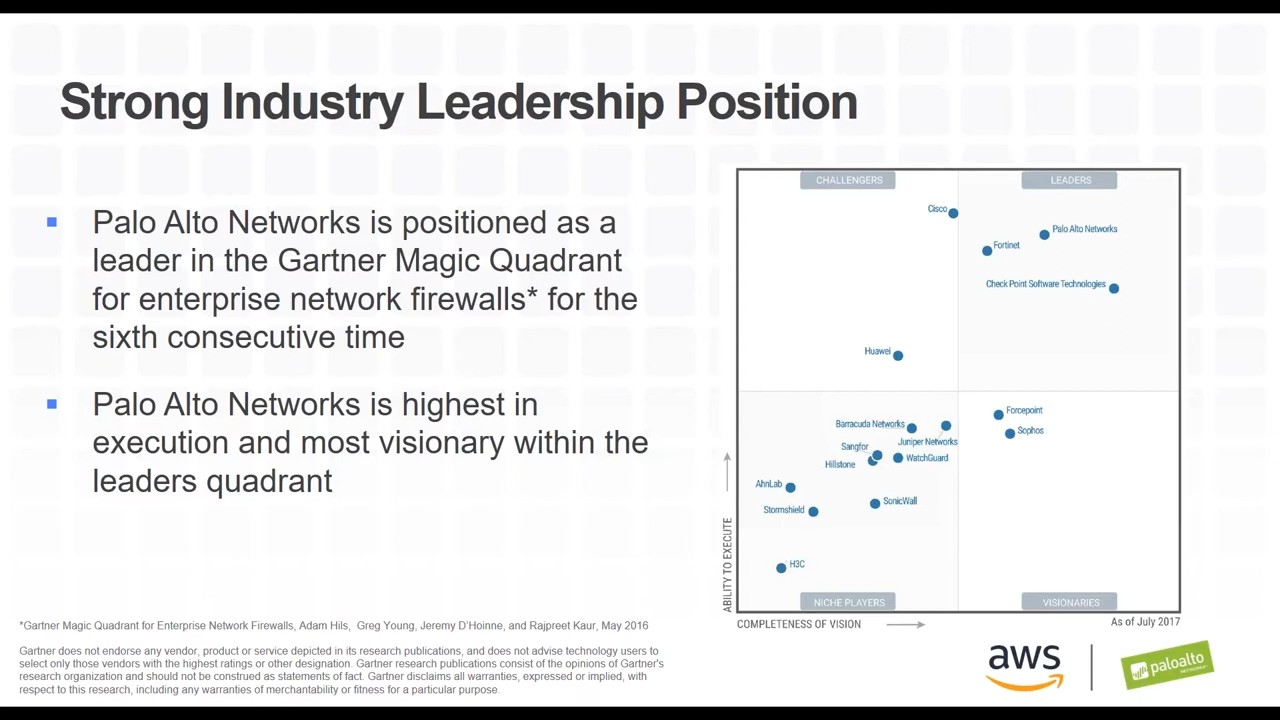 Strong Industry Leadership Position
Palo Alto Networks is positioned as a
leader in the Gartner Magic Quadrant
for enterprise network firewalls* for the
sixth consecutive time
Palo Alto Networks is highest in
execution and most visionary within the
leaders quadrant
CHALLENGERS
LEADERS
Cisco
Palo Alto Networks
Fortinet
Check Point Software Technologies
Huawei
Barracuda Networks
Juniper Networks
Sangfor
Hillstone
WatchGuard
Forcepoint
Sophos
AhnLab
Stormshield
SonicWall
H3C
NICHE PLAYERS
VISIONARIES
ABILITY TO EXECUTE
COMPLETENESS OF VISION
As of July 2017
*Gartner Magic Quadrant for Enterprise Network Firewalls, Adam Hils, Greg Young, Jeremy D'Hoinne, and Rajpreet Kaur, May 2016
Gartner does not endorse any vendor, product or service depicted in its research publications, and does not advise technology users to
select only those vendors with the highest ratings or other designation. Gartner research publications consist of the opinions of Gartner's
research organization and should not be construed as statements of fact. Gartner disclaims all warranties, expressed or implied, with
respect to this research, including any warranties of merchantability or fitness for a particular purpose.
aws
paloalto